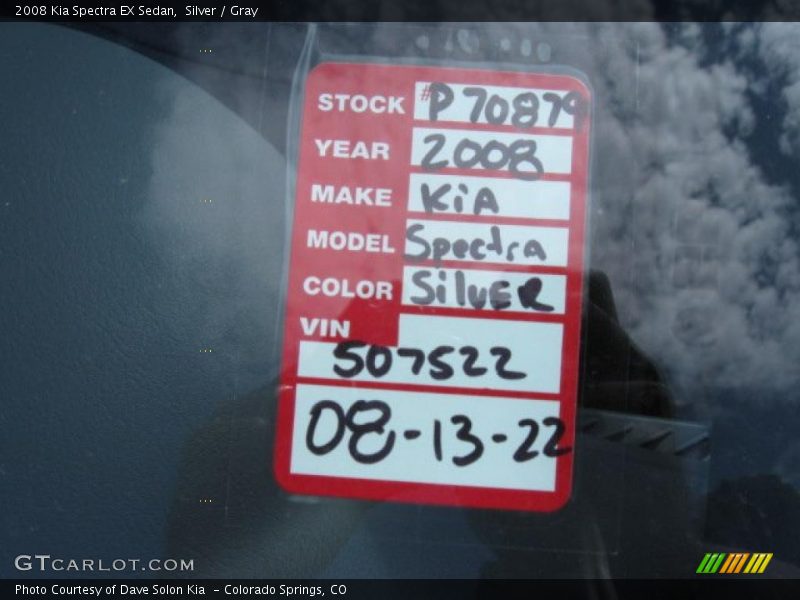 2008 Kia Spectra EX Sedan, Silver / Gray
STOCK #P70879
YEAR 2008
MAKE KiA
MODEL Spectra
COLOR SilvER
VIN
507522
08-13-22
GTCARLOT.COM
Photo Courtesy of Dave Solon Kia - Colorado Springs, CO